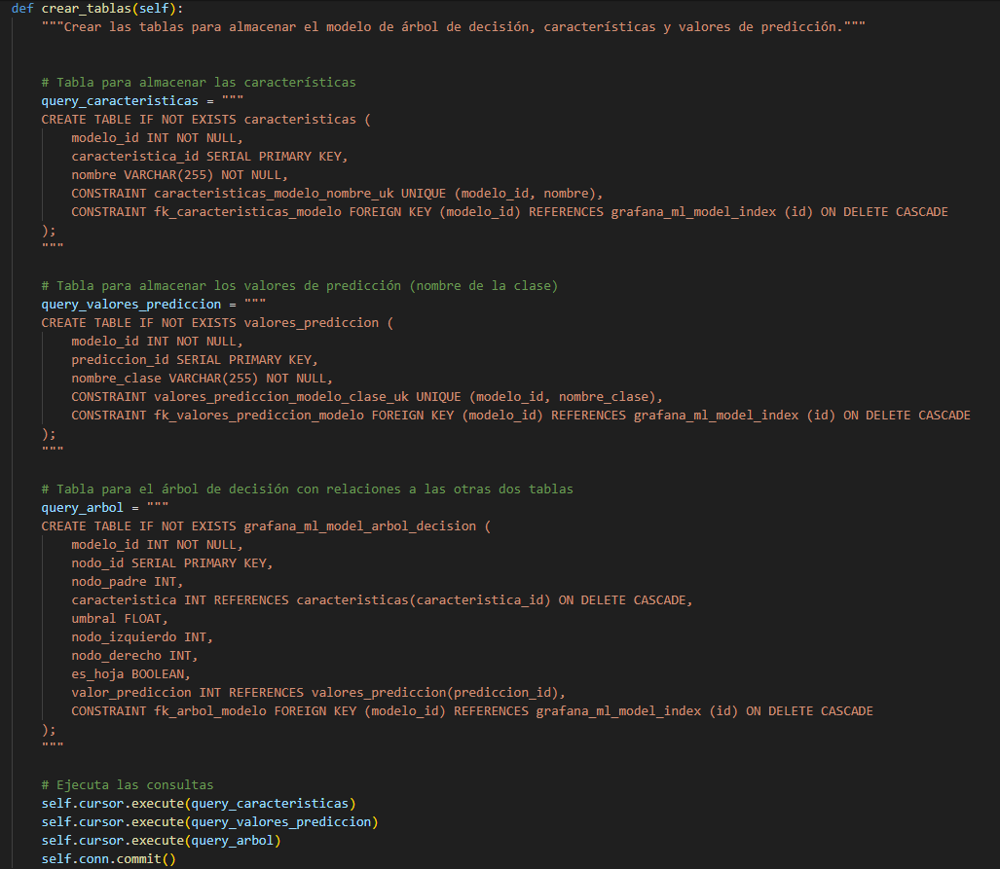 def crear_tablas(self):
"""Crear las tablas para almacenar el modelo de árbol de decisión, características y valores de predicción."""
# Tabla para almacenar las características
query_caracteristicas = """
CREATE TABLE IF NOT EXISTS caracteristicas (
modelo_id INT NOT NULL,
caracteristica_id SERIAL PRIMARY KEY,
nombre VARCHAR(255) NOT NULL,
CONSTRAINT caracteristicas_modelo_nombre_uk UNIQUE (modelo_id, nombre),
CONSTRAINT fk_caracteristicas_modelo FOREIGN KEY (modelo_id) REFERENCES grafana_ml_model_index (id) ON DELETE CASCADE
);
"""
# Tabla para almacenar los valores de predicción (nombre de la clase)
query_valores_prediccion = """
CREATE TABLE IF NOT EXISTS valores_prediccion (
modelo_id INT NOT NULL,
prediccion_id SERIAL PRIMARY KEY,
nombre_clase VARCHAR(255) NOT NULL,
CONSTRAINT valores_prediccion_modelo_clase_uk UNIQUE (modelo_id, nombre_clase),
CONSTRAINT fk_valores_prediccion_modelo FOREIGN KEY (modelo_id) REFERENCES grafana_ml_model_index (id) ON DELETE CASCADE
);
"""
# Tabla para el árbol de decisión con relaciones a las otras dos tablas
query_arbol = """
CREATE TABLE IF NOT EXISTS grafana_ml_model_arbol_decision (
modelo_id INT NOT NULL,
nodo_id SERIAL PRIMARY KEY,
nodo_padre INT,
caracteristica INT REFERENCES caracteristicas(caracteristica_id) ON DELETE CASCADE,
umbral FLOAT,
nodo_izquierdo INT,
nodo_derecho INT,
es_hoja BOOLEAN,
valor_prediccion INT REFERENCES valores_prediccion(prediccion_id),
CONSTRAINT fk_arbol_modelo FOREIGN KEY (modelo_id) REFERENCES grafana_ml_model_index (id) ON DELETE CASCADE
);
"""
# Ejecuta las consultas
self.cursor.execute(query_caracteristicas)
self.cursor.execute(query_valores_prediccion)
self.cursor.execute(query_arbol)
self.conn.commit()